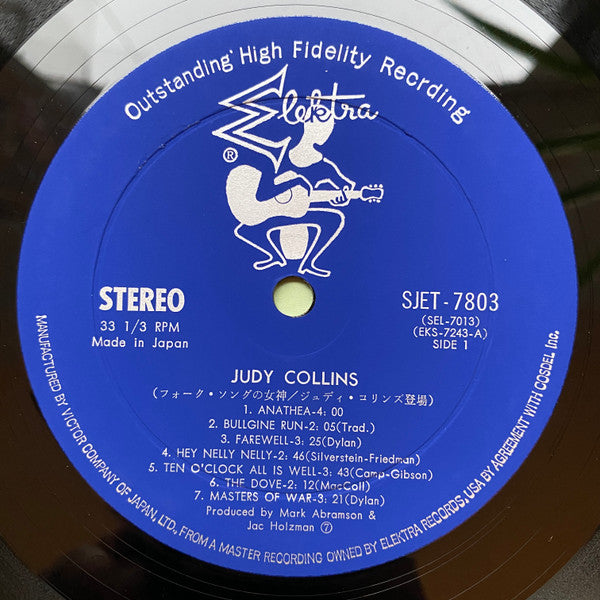 Outstanding High Fidelity Recrding
Elektra
®
STEREO
33 1/3 RPM
Made in Japan
SJET-7803
(SEL-7013)
(EKS-7243-A)
SIDE 1
JUDY COLLINS
(フォーク・ソングの女神/ジュディ・コリンズ登場)
1. ANATHEA-4: 00
2. BULLGINE RUN-2: 05(Trad.)
3. FAREWELL-3: 25(Dylan)
4. HEY NELLY NELLY-2: 46(Silverstein-Friedman)
5. TEN O'CLOCK ALL IS WELL-3: 43(Camp-Gibson)
6. THE DOVE-2: 12(MacColl)
7. MASTERS OF WAR-3: 21(Dylan)
Produced by Mark Abramson &
Jac Holzman ⑦
MANUFACTURED BY VICTOR COMPANY OF JAPAN, LTD., FROM A MASTER RECORDING OWNED BY ELEKTRA RECORDS, USA BY AGREEMENT WITH COSDEL Inc.